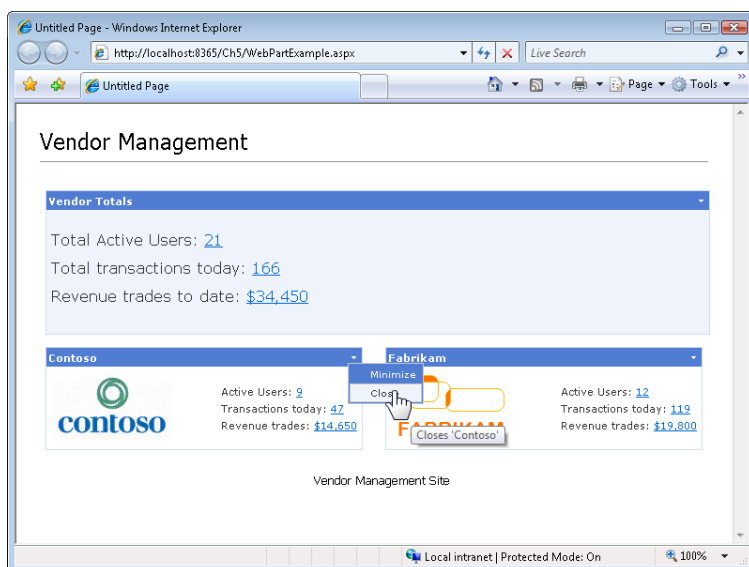 Untitled Page - Windows Internet Explorer
http://localhost:8365/Ch5/WebPartExample.aspx
Live Search
Untitled Page
Page
Tools
Vendor Management
Vendor Totals
Total Active Users: 21
Total transactions today: 166
Revenue trades to date: $34,450
Contoso
Minimize
Close
Closes 'Contoso'
contoso
Active Users: 9
Transactions today: 47
Revenue trades: $14,650
Fabrikam
FABRIKAM
Active Users: 12
Transactions today: 119
Revenue trades: $19,800
Vendor Management Site
Local intranet | Protected Mode: On
100%